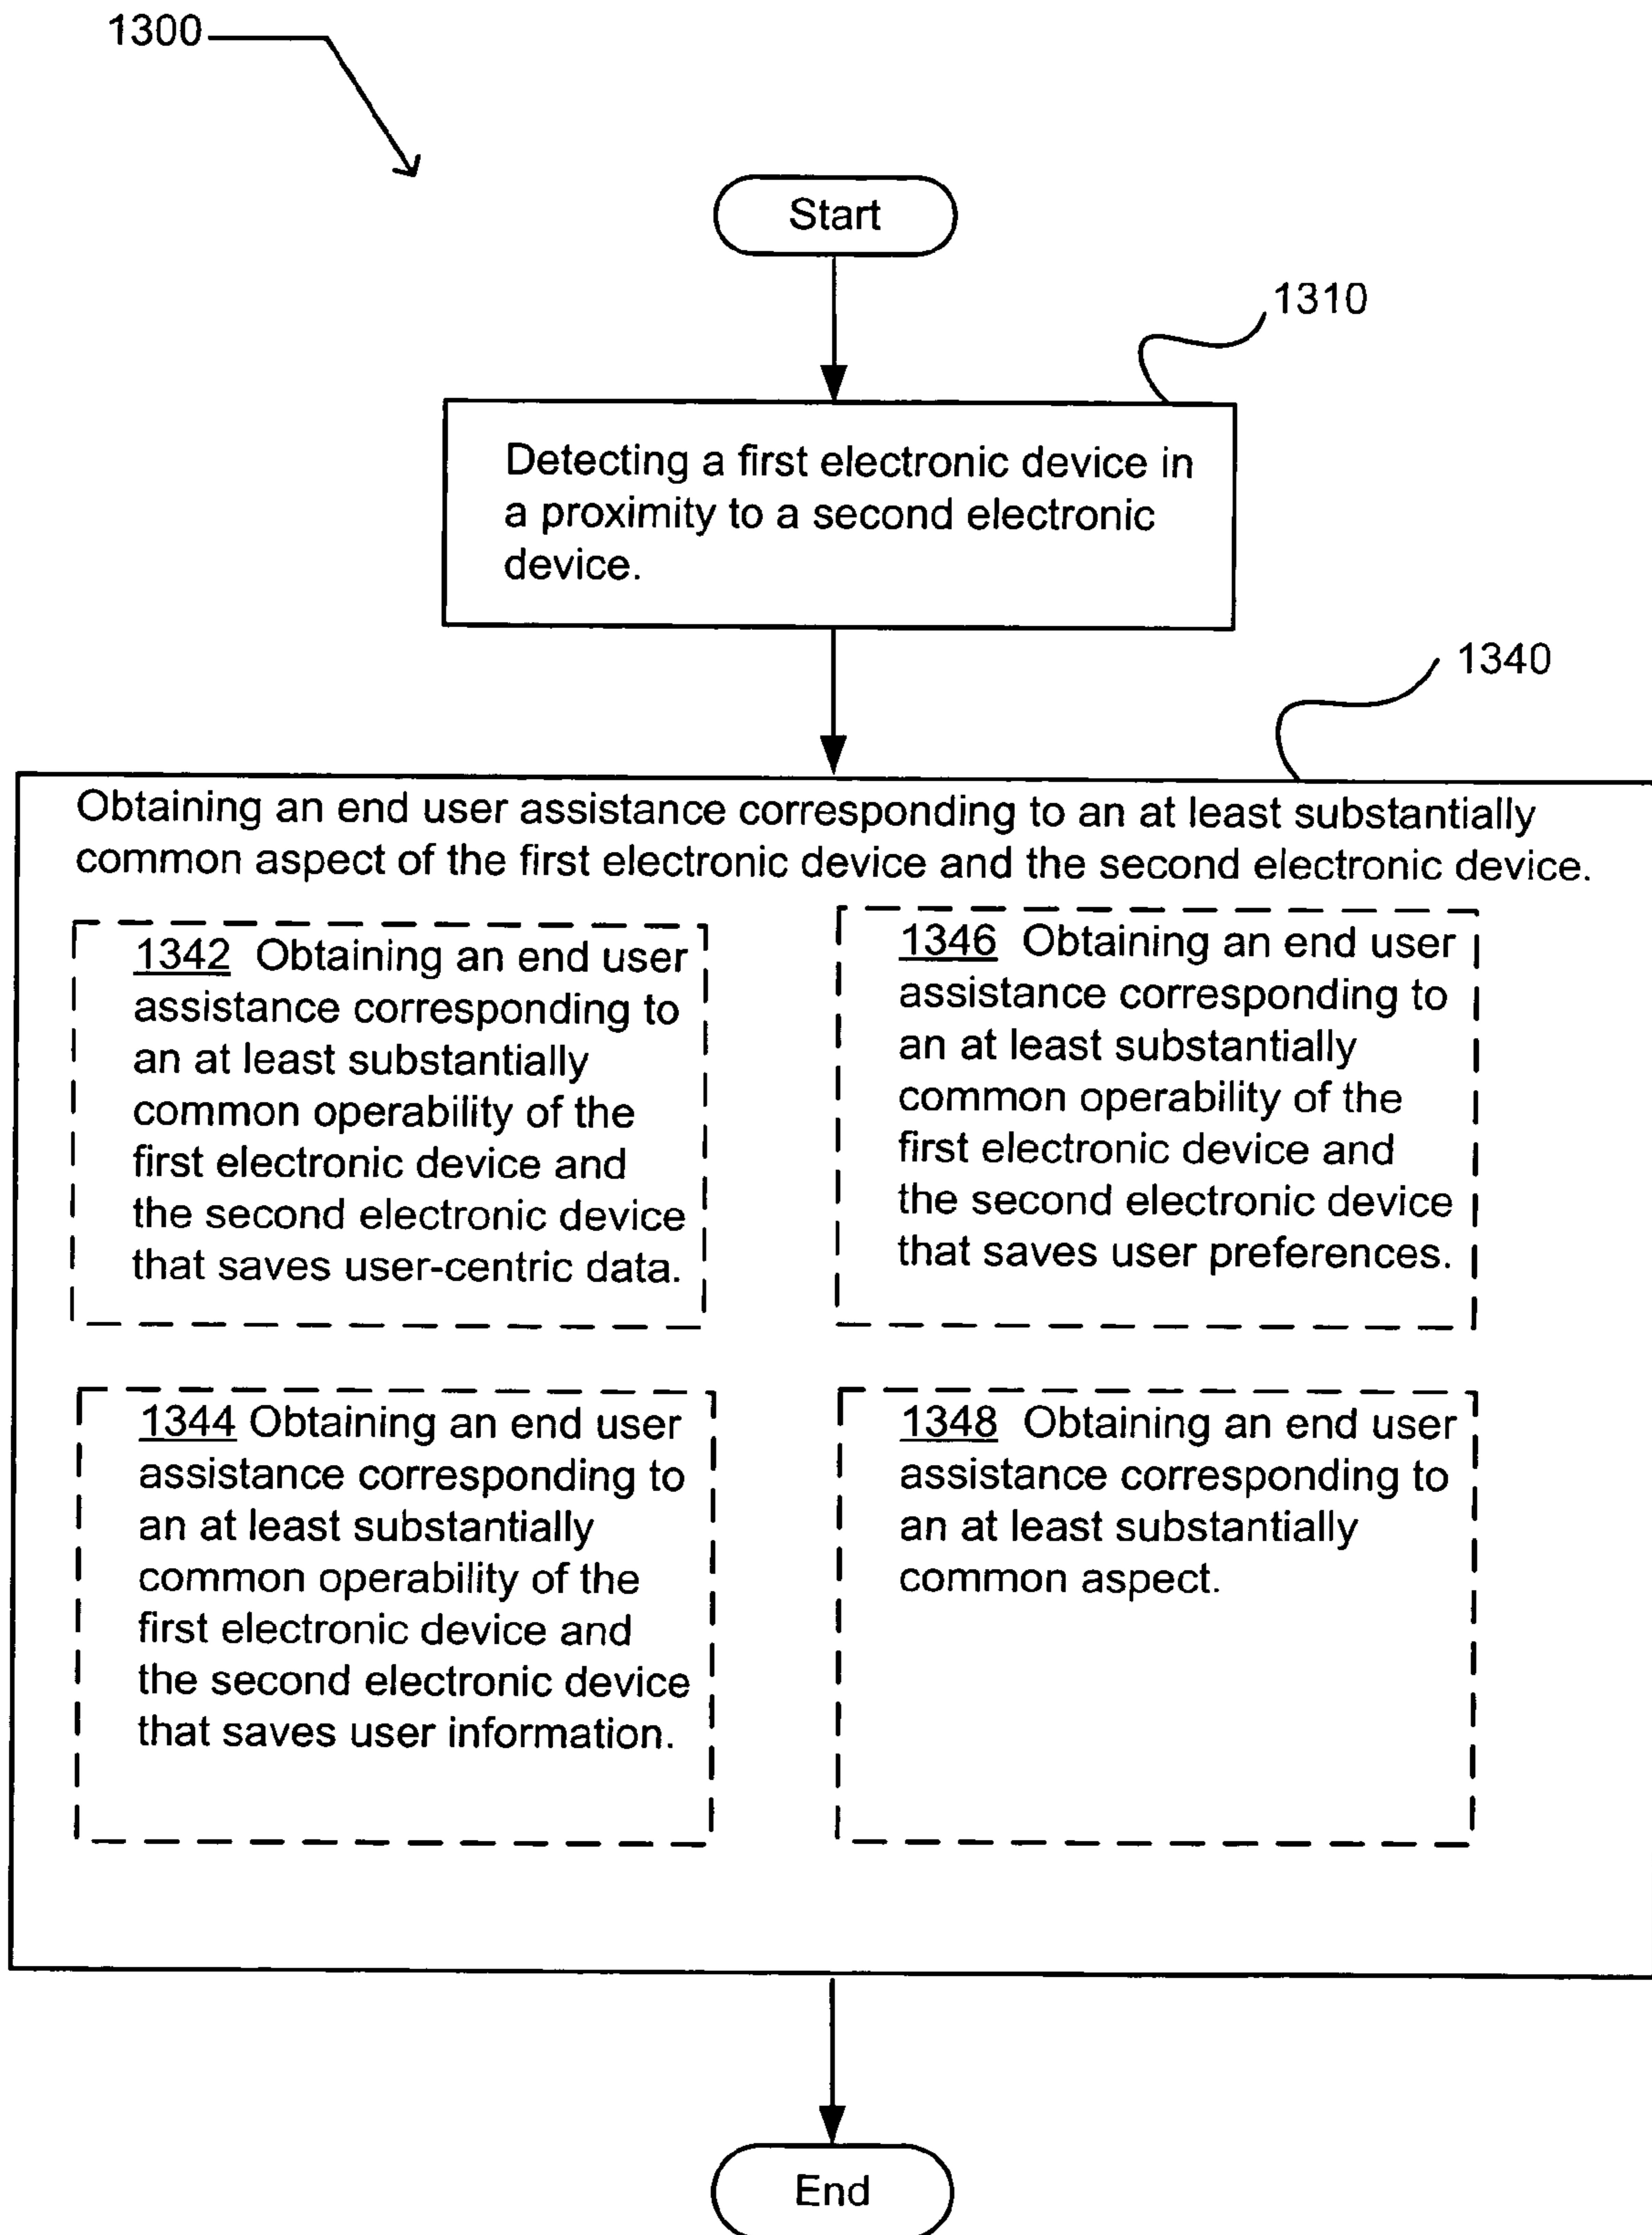 1300
Start
1310
Detecting a first electronic device in
a proximity to a second electronic
device.
1340
Obtaining an end user assistance corresponding to an at least substantially
common aspect of the first electronic device and the second electronic device.
1342 Obtaining an end user
assistance corresponding to
an at least substantially
common operability of the
first electronic device and
the second electronic device
that saves user-centric data.
1346 Obtaining an end user
assistance corresponding to
an at least substantially
common operability of the
first electronic device and
the second electronic device
that saves user preferences.
1344 Obtaining an end user
assistance corresponding to
an at least substantially
common operability of the
first electronic device and
the second electronic device
that saves user information.
1348 Obtaining an end user
assistance corresponding to
an at least substantially
common aspect.
End